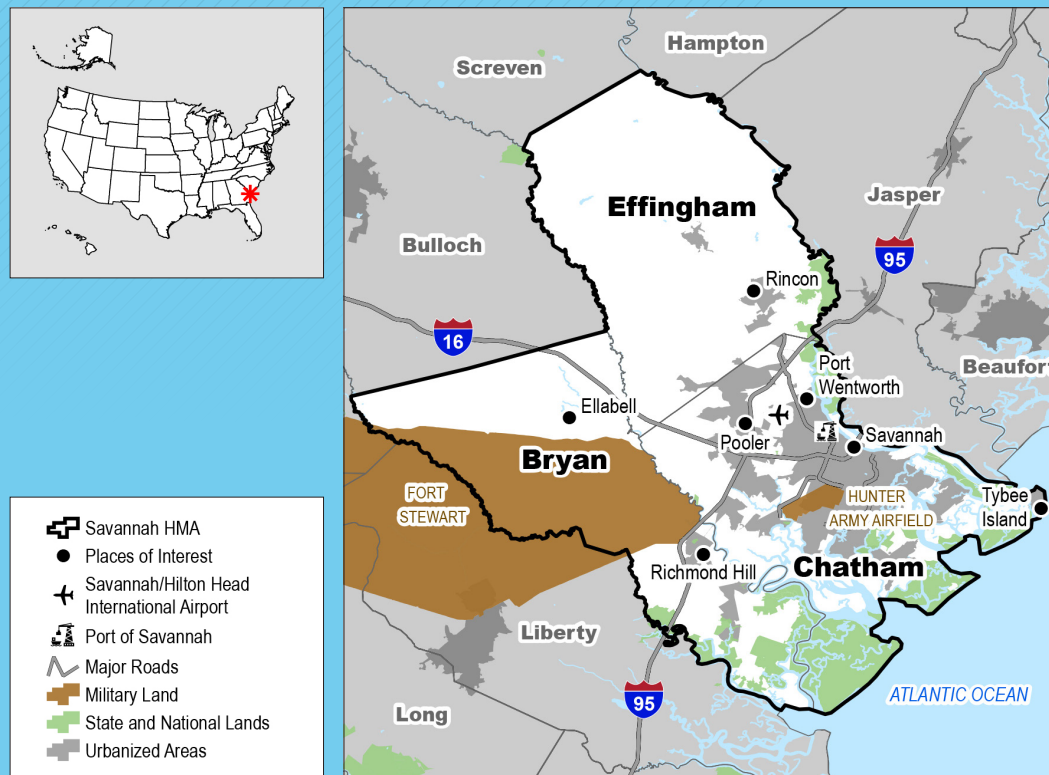 Hampton
Screven
Effingham
Jasper
Bulloch
95
Rincon
16
Port
Wentworth
Beaufort
Ellabell
Pooler
Savannah
Bryan
FORT
STEWART
HUNTER
ARMY AIRFIELD
Tybee
Island
Richmond Hill
Chatham
Liberty
95
Long
ATLANTIC OCEAN
Savannah HMA
Places of Interest
Savannah/Hilton Head
International Airport
Port of Savannah
Major Roads
Military Land
State and National Lands
Urbanized Areas